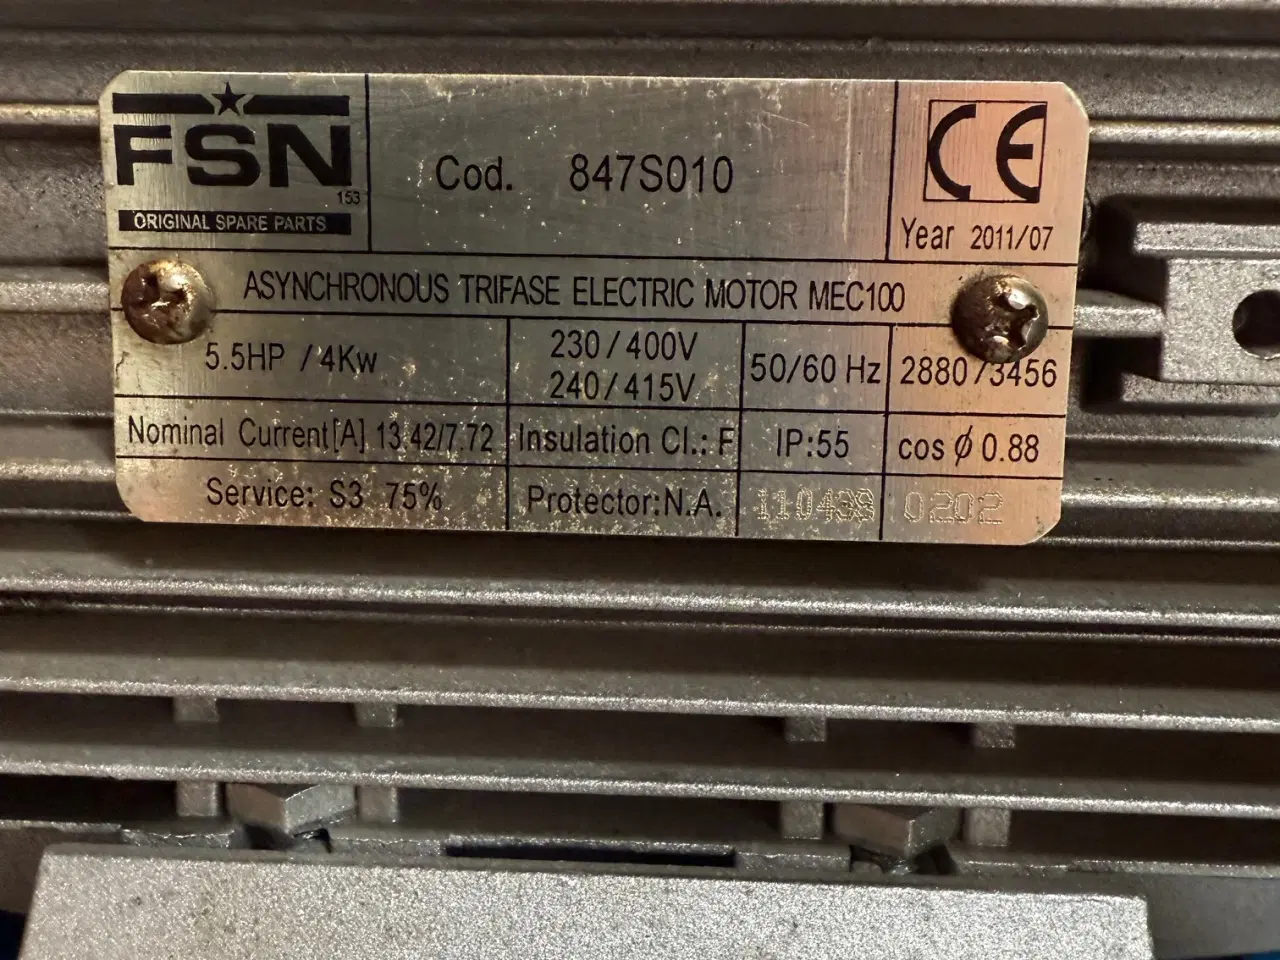 FSN
153
ORIGINAL SPARE PARTS
Cod. 847S010
CE
Year 2011/07
ASYNCHRONOUS TRIFASE ELECTRIC MOTOR MEC100
5.5HP / 4Kw
230/400V
240/415V
50/60 Hz
2880/3456
Nominal Current[A] 13.42/7.72
Insulation Cl.: F
IP:55
cos φ 0.88
Service: S3 75%
Protector:N.A.
0202